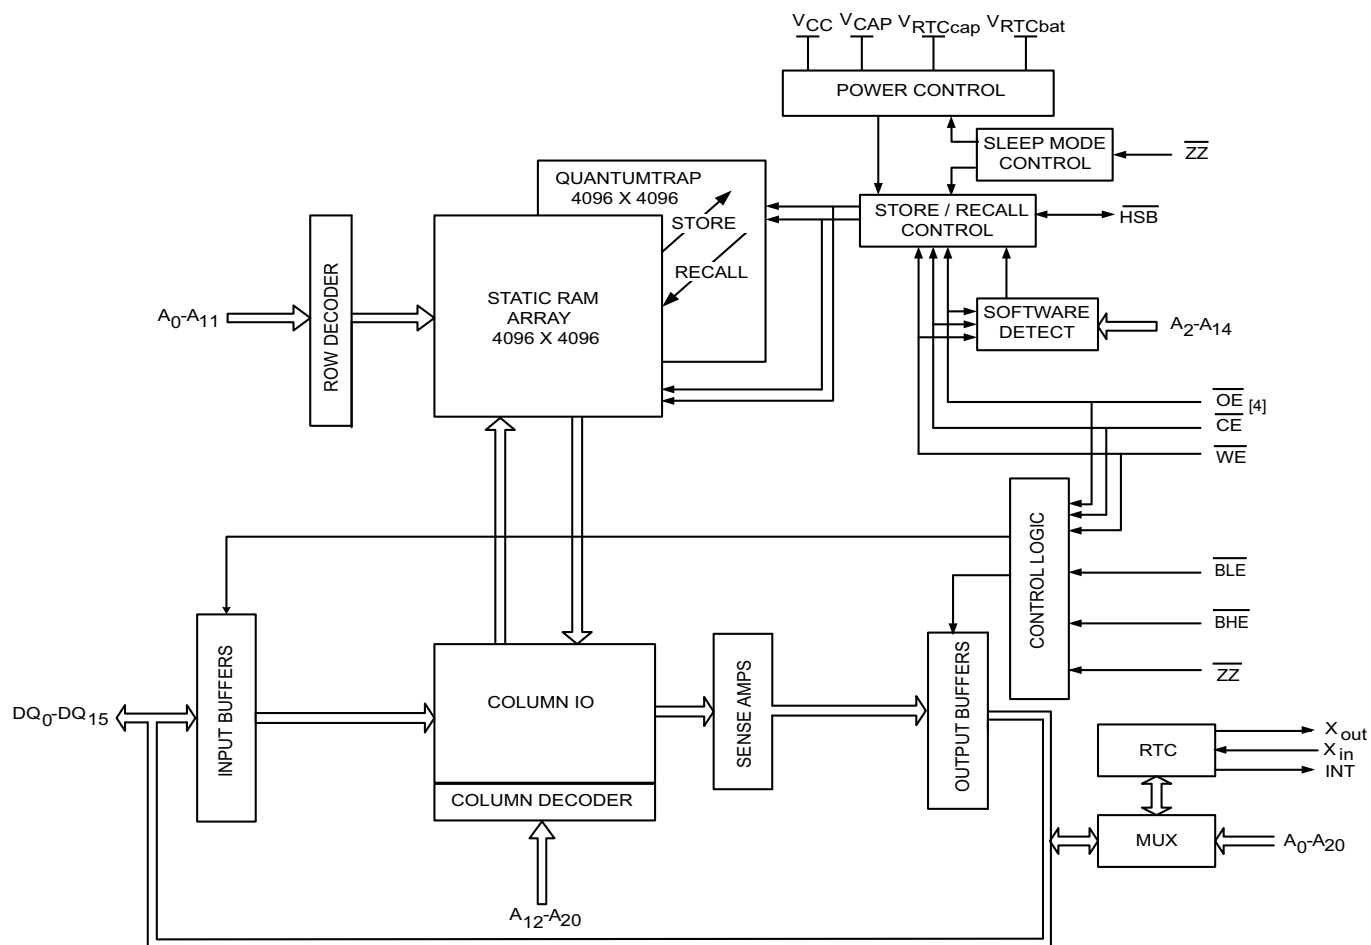 VCC VCAP VRTCcap VRTCbat
POWER CONTROL
SLEEP MODE
CONTROL
ZZ
QUANTUMTRAP
4096 X 4096
STORE
RECALL
STORE / RECALL
CONTROL
HSB
ROW DECODER
A0-A11
STATIC RAM
ARRAY
4096 X 4096
SOFTWARE
DETECT
A2-A14
OE [4]
CE
WE
CONTROL LOGIC
BLE
BHE
ZZ
INPUT BUFFERS
COLUMN IO
SENSE AMPS
OUTPUT BUFFERS
DQ0-DQ15
COLUMN DECODER
RTC
Xout
Xin
INT
MUX
A0-A20
A12-A20